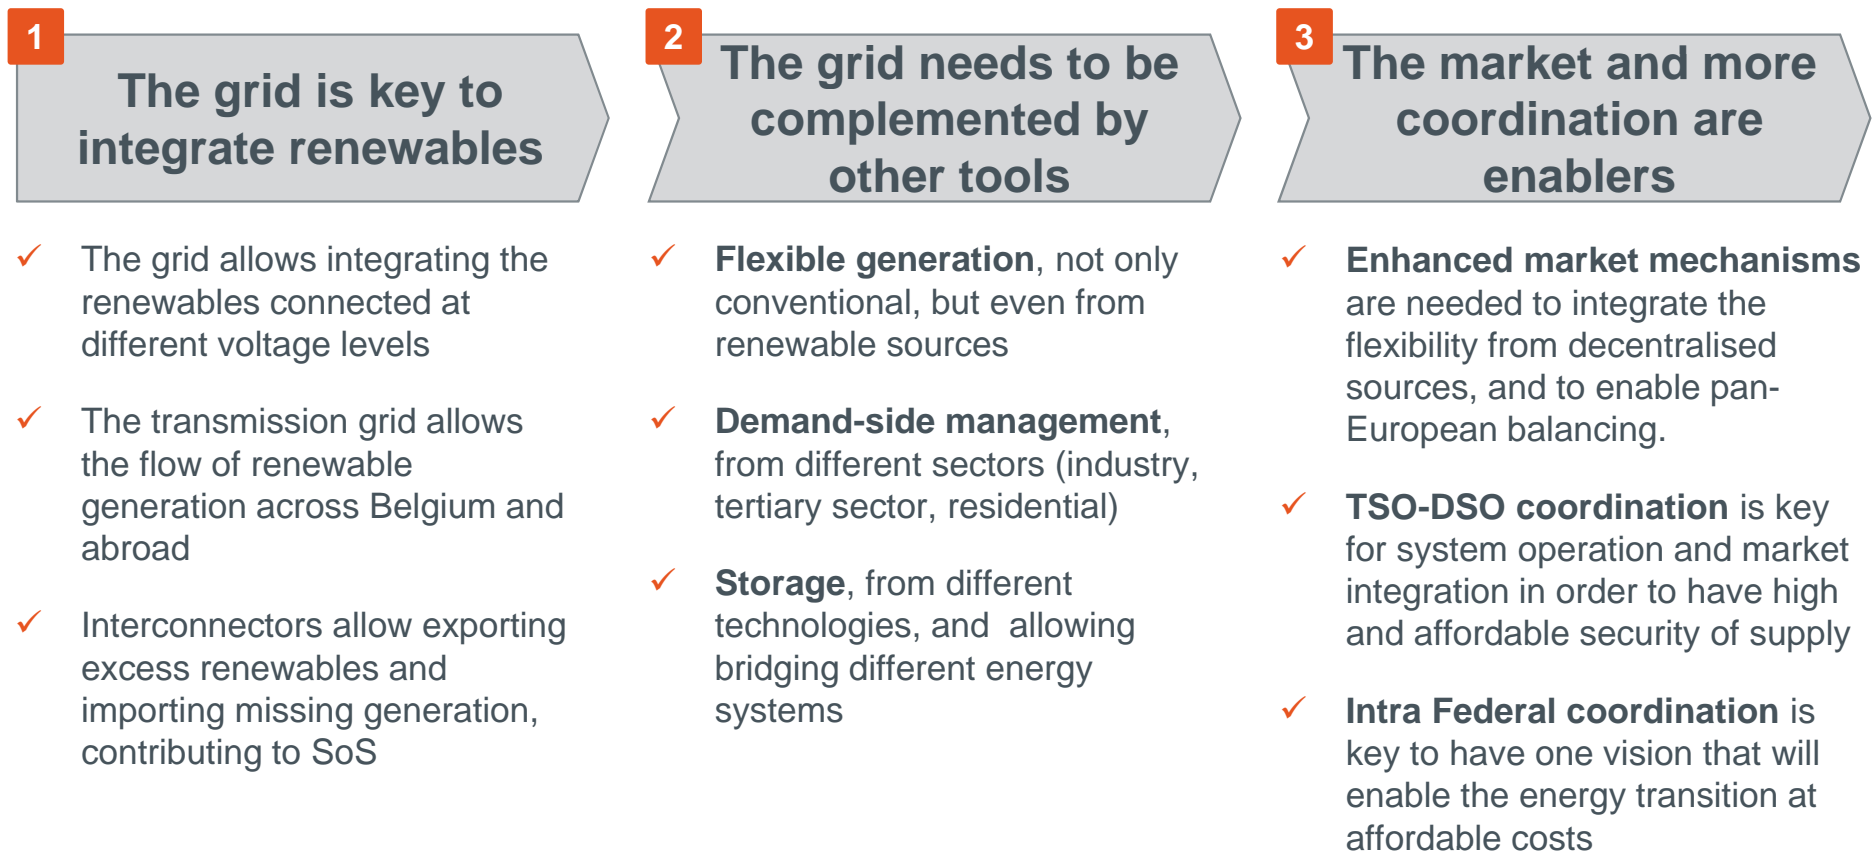 1
The grid is key to
integrate renewables
✓ The grid allows integrating the
renewables connected at
different voltage levels
✓ The transmission grid allows
the flow of renewable
generation across Belgium and
abroad
✓ Interconnectors allow exporting
excess renewables and
importing missing generation,
contributing to SoS
2
The grid needs to be
complemented by
other tools
✓ Flexible generation, not only
conventional, but even from
renewable sources
✓ Demand-side management,
from different sectors (industry,
tertiary sector, residential)
✓ Storage, from different
technologies, and  allowing
bridging different energy
systems
3
The market and more
coordination are
enablers
✓ Enhanced market mechanisms
are needed to integrate the
flexibility from decentralised
sources, and to enable pan-
European balancing.
✓ TSO-DSO coordination is key
for system operation and market
integration in order to have high
and affordable security of supply
✓ Intra Federal coordination is
key to have one vision that will
enable the energy transition at
affordable costs